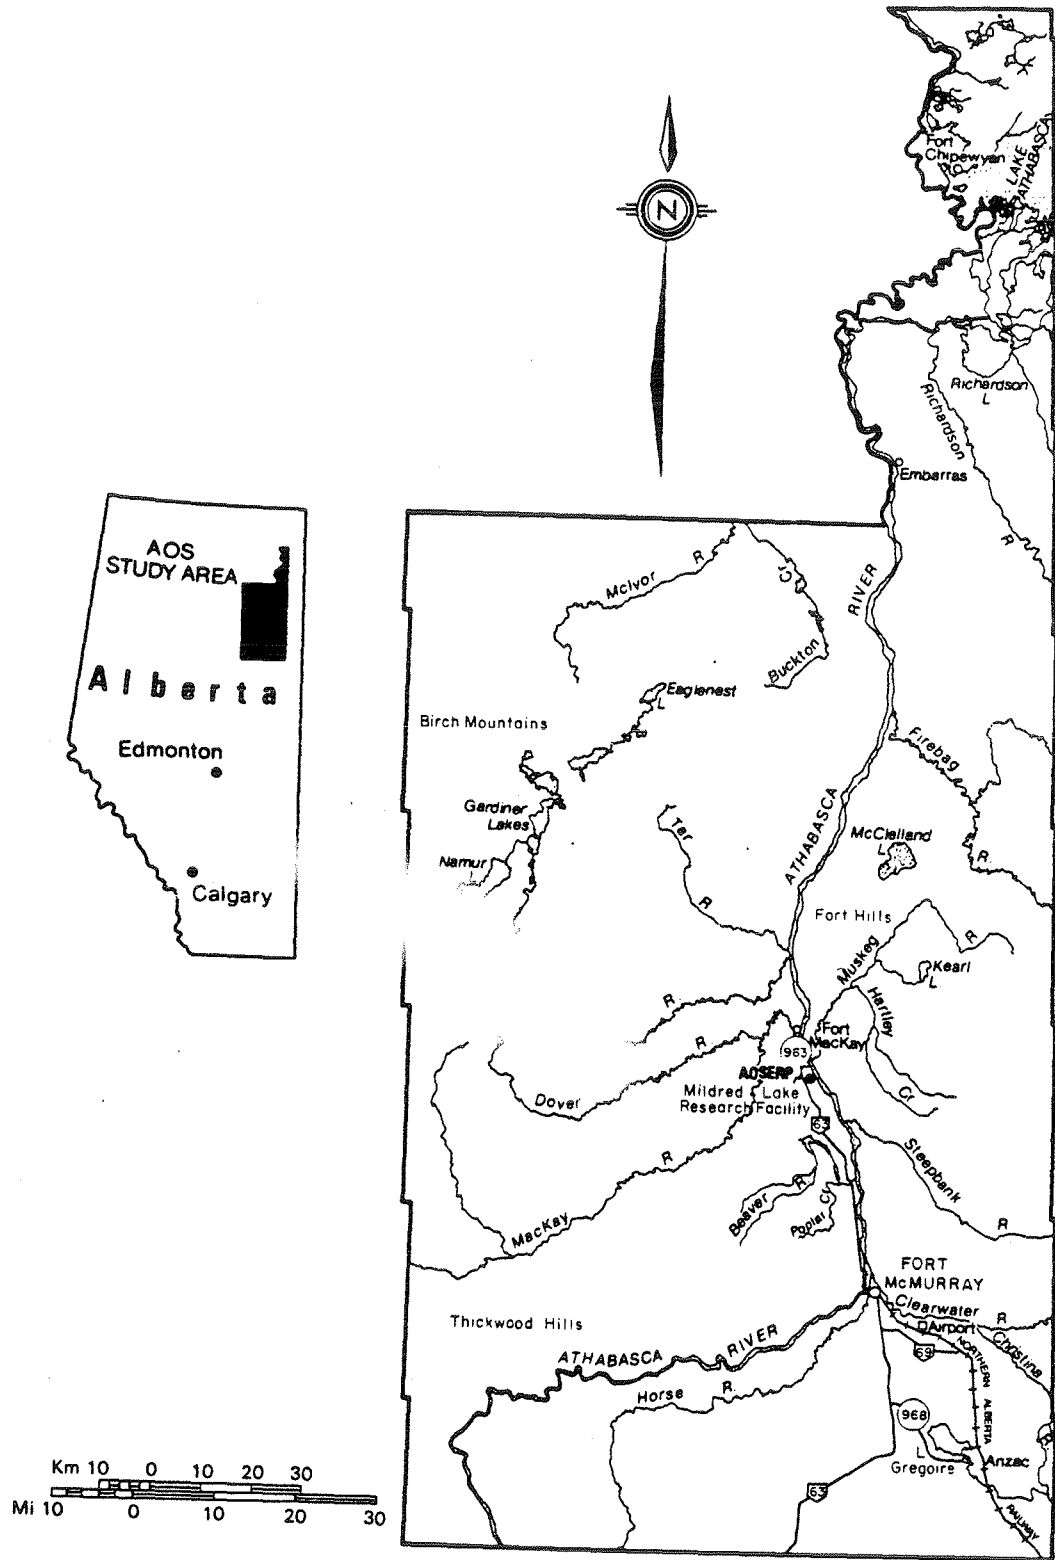 Fort
Chipewyan
LAKE
ATHABASCA
N
Richardson
L
Richardson
R
Embarras
AOS
STUDY AREA
Alberta
Edmonton
Calgary
McIvor R
Cr
Buckton
RIVER
Eaglenest
L
Birch Mountains
Firebag
R
Gardiner
Lakes
Namur
L
Tar
R
ATHABASCA
McClelland
L
Fort Hills
Muskeg
R
Kearl
L
Hartley
Cr
R
Fort
MacKay
963
AOSERP
Mildred Lake
Research Facility
Dover
R
63
MacKay
R
Beaver
R
Poplar Cr
Steepbank
R
FORT
McMURRAY
Clearwater R
Airport
Christina
69
Thickwood Hills
ATHABASCA RIVER
Horse R
NORTHERN ALBERTA
RAILWAY
968
L
Gregoire
Anzac
63
Km 10 0 10 20 30
Mi 10 0 10 20 30